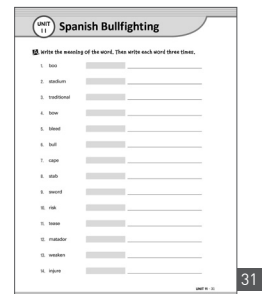 UNIT
11
Spanish Bullfighting
A. Write the meaning of the word. Then write each word three times.
1. boo
2. stadium
3. traditional
4. bow
5. bleed
6. bull
7. cape
8. stab
9. sword
10. risk
11. tease
12. matador
13. weaken
14. injure
UNIT 11 31
31